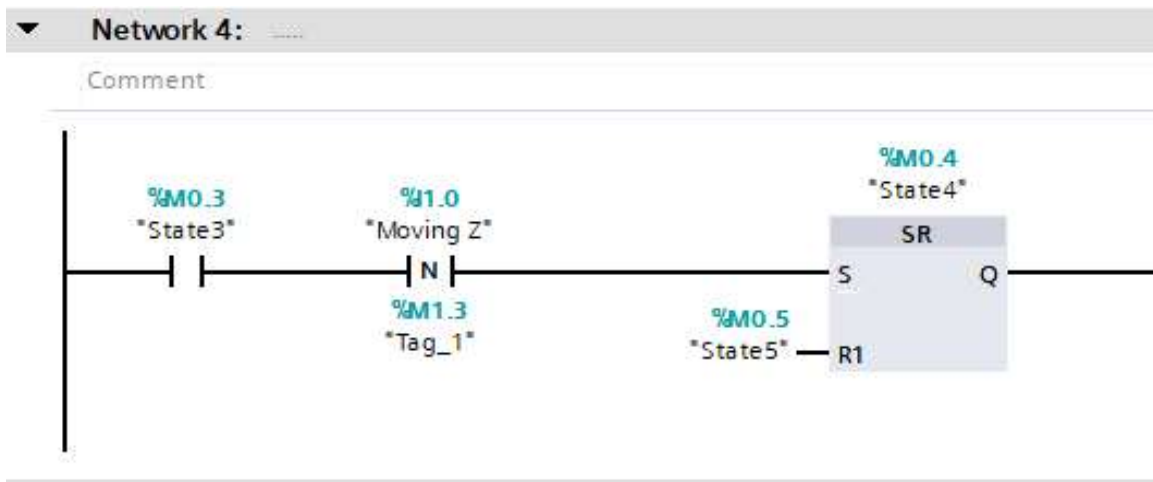 Network 4: .....
Comment
%M0.3
"State3"
%I1.0
"Moving Z"
N
%M1.3
"Tag_1"
%M0.4
"State4"
SR
S Q
%M0.5
"State5"
R1